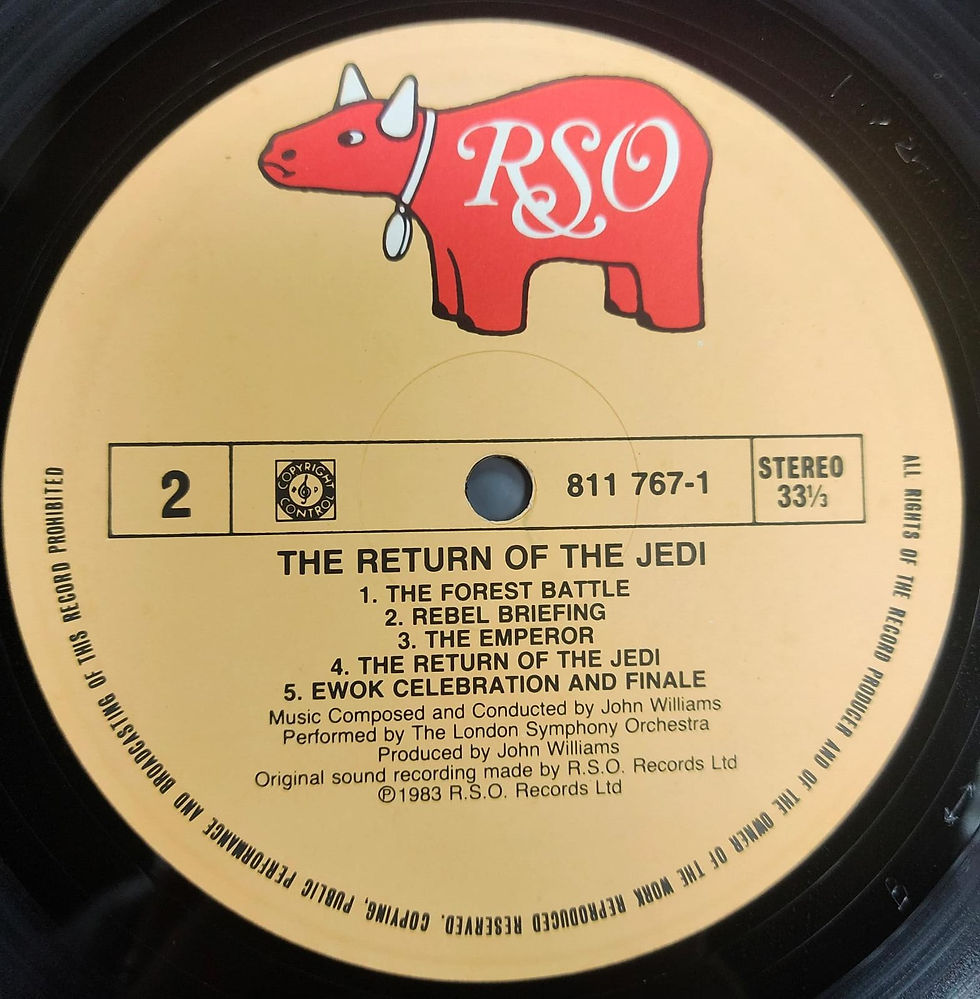 RSO
2
COPYRIGHT CONTROL
811 767-1
STEREO
33⅓
THE RETURN OF THE JEDI
1. THE FOREST BATTLE
2. REBEL BRIEFING
3. THE EMPEROR
4. THE RETURN OF THE JEDI
5. EWOK CELEBRATION AND FINALE
Music Composed and Conducted by John Williams
Performed by The London Symphony Orchestra
Produced by John Williams
Original sound recording made by R.S.O. Records Ltd
℗1983 R.S.O. Records Ltd
ALL RIGHTS OF THE RECORD PRODUCER AND OF THE OWNER OF THE WORK REPRODUCED RESERVED. COPYING, PUBLIC PERFORMANCE AND BROADCASTING OF THIS RECORD PROHIBITED